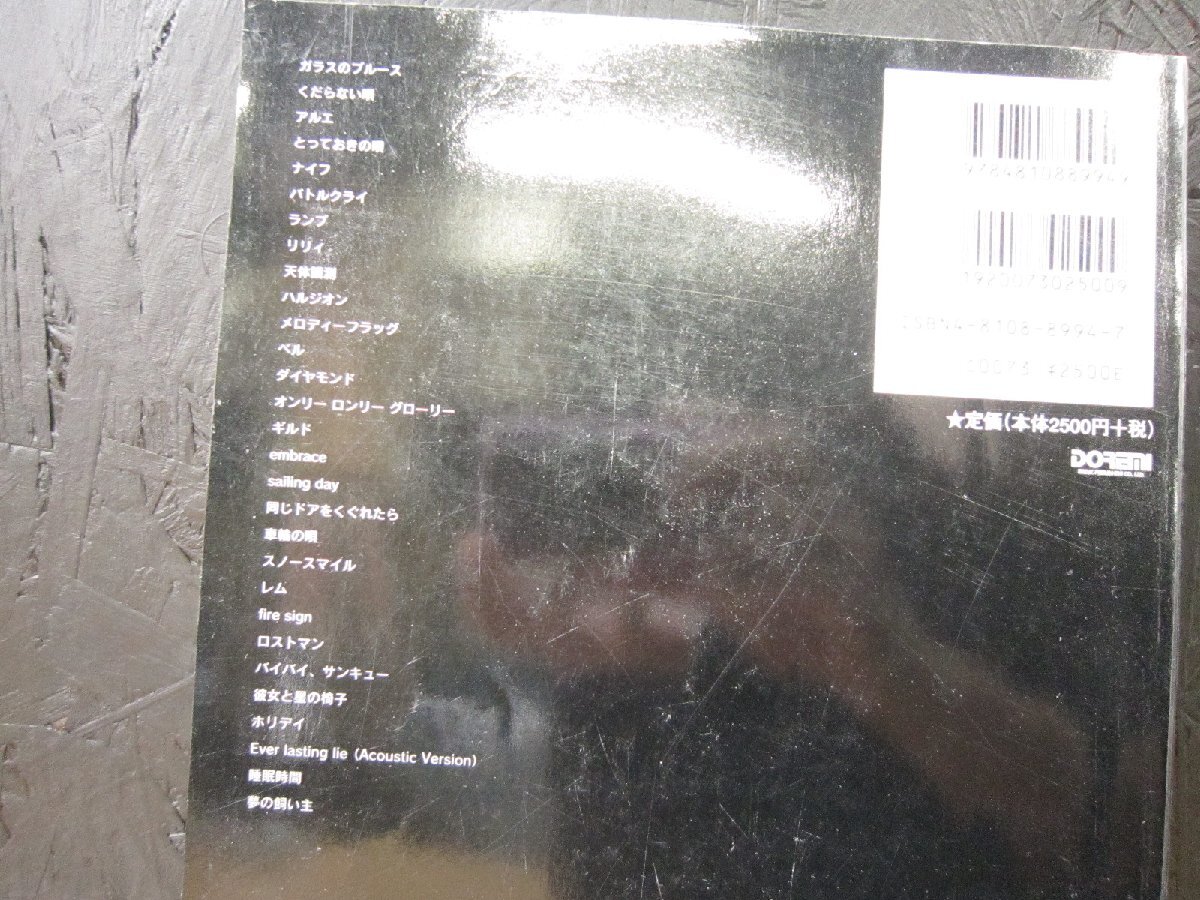 ガラスのブルース
くだらない唄
アルエ
とっておきの唄
ナイフ
バトルクライ
ランプ
リリィ
天体観測
ハルジオン
メロディーフラッグ
ベル
ダイヤモンド
オンリー ロンリー グローリー
ギルド
embrace
sailing day
同じドアをくぐれたら
車輪の唄
スノースマイル
レム
fire sign
ロストマン
バイバイ、サンキュー
彼女と星の椅子
ホリデイ
Ever lasting lie (Acoustic Version)
睡眠時間
夢の飼い主
9784810889949
1920073025009
ISBN4-8108-8994-7
C0073 ¥2500E
★定価(本体2500円+税)
DOREMI